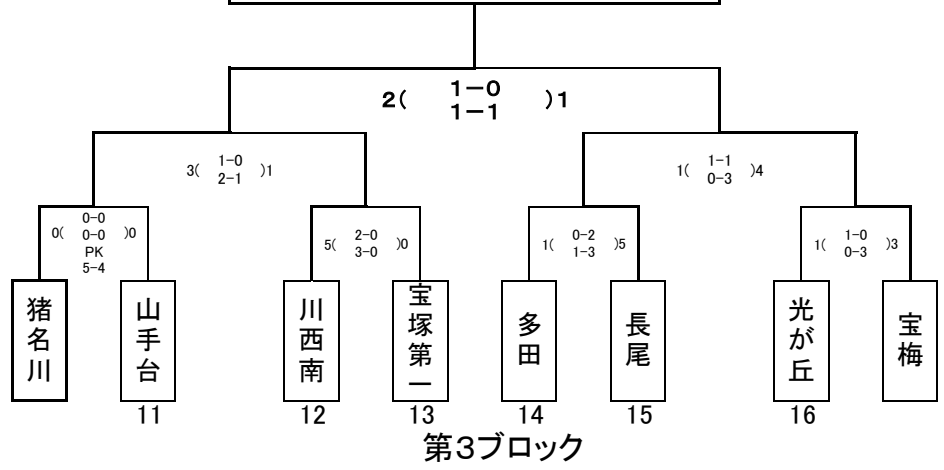 2( 1-0 )1
1-1
3( 1-0 )1
2-1
1( 1-1 )4
0-3
0( 0-0 )0
0-0
PK
5-4
5( 2-0 )0
3-0
1( 0-2 )5
1-3
1( 1-0 )3
0-3
猪名川
山手台
川西南
宝塚第一
多田
長尾
光が丘
宝梅
11 12 13 14 15 16
第3ブロック